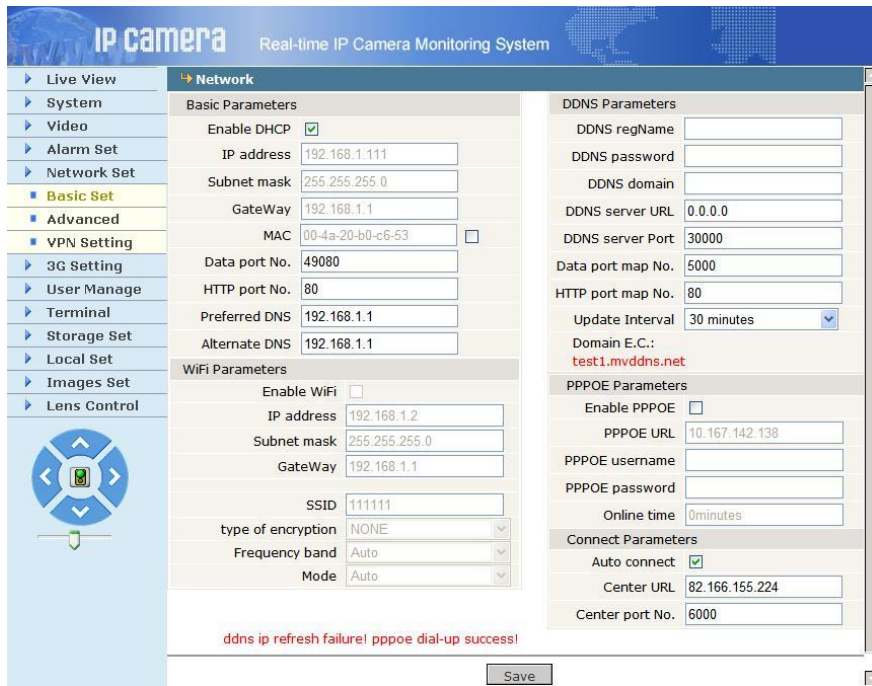 IP camera Real-time IP Camera Monitoring System
Live View
System
Video
Alarm Set
Network Set
Basic Set
Advanced
VPN Setting
3G Setting
User Manage
Terminal
Storage Set
Local Set
Images Set
Lens Control
Network
Basic Parameters
Enable DHCP
IP address 192.168.1.111
Subnet mask 255.255.255.0
GateWay 192.168.1.1
MAC 00-4a-20-b0-c6-53
Data port No. 49080
HTTP port No. 80
Preferred DNS 192.168.1.1
Alternate DNS 192.168.1.1
WiFi Parameters
Enable WiFi
IP address 192.168.1.2
Subnet mask 255.255.255.0
GateWay 192.168.1.1
SSID 111111
type of encryption NONE
Frequency band Auto
Mode Auto
DDNS Parameters
DDNS regName
DDNS password
DDNS domain
DDNS server URL 0.0.0.0
DDNS server Port 30000
Data port map No. 5000
HTTP port map No. 80
Update Interval 30 minutes
Domain E.C.:
test1.mvddns.net
PPPOE Parameters
Enable PPPOE
PPPOE URL 10.167.142.138
PPPOE username
PPPOE password
Online time 0minutes
Connect Parameters
Auto connect
Center URL 82.166.155.224
Center port No. 6000
ddns ip refresh failure! pppoe dial-up success!
Save